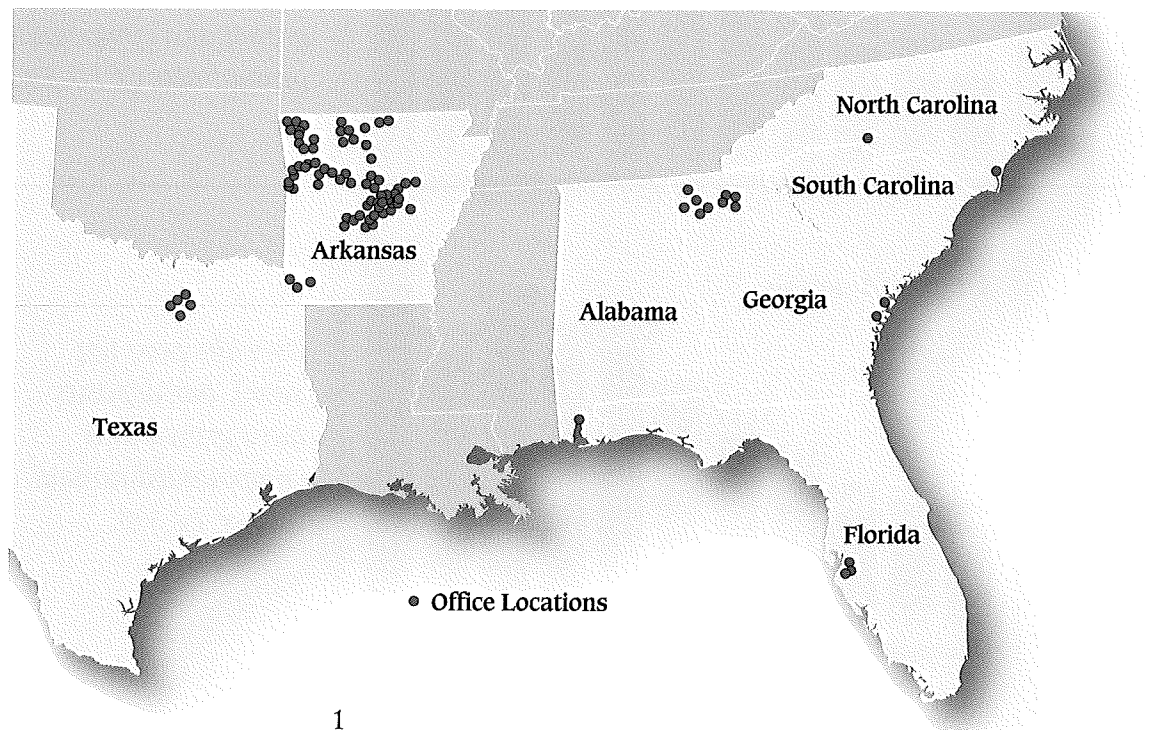 North Carolina
South Carolina
Arkansas
Alabama
Georgia
Texas
Florida
Office Locations
1